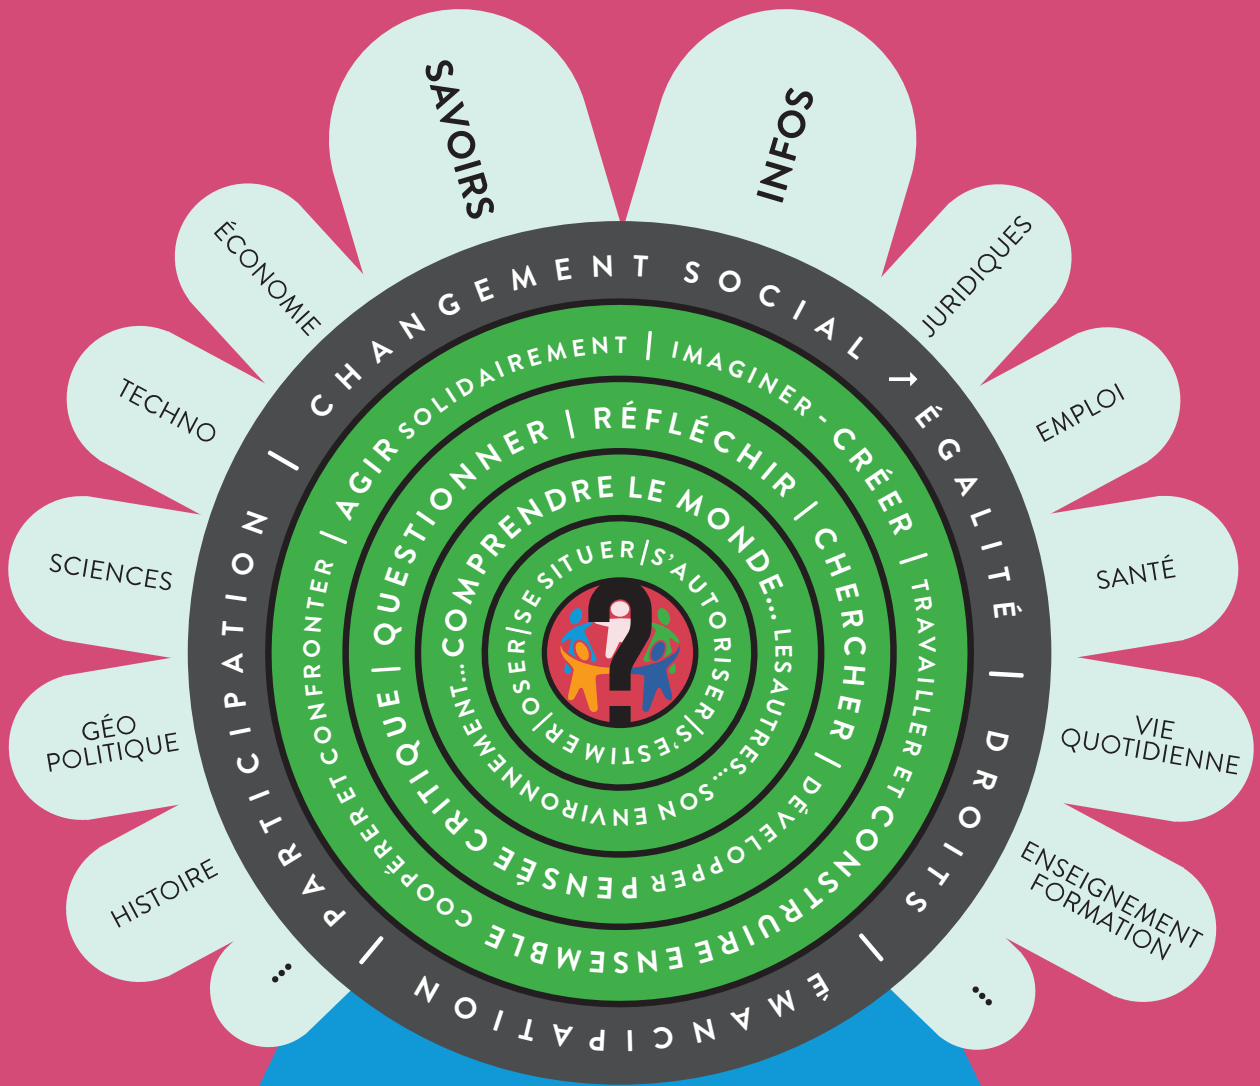 SAVOIRS
ÉCONOMIE
TECHNO
SCIENCES
GÉO
POLITIQUE
HISTOIRE
...
INFOS
JURIDIQUES
EMPLOI
SANTÉ
VIE
QUOTIDIENNE
ENSEIGNEMENT
FORMATION
...
CHANGEMENT SOCIAL → ÉGALITÉ | DROITS | ÉMANCIPATION | PARTICIPATION |
AGIR SOLIDAIREMENT | IMAGINER - CRÉER | TRAVAILLER ET CONSTRUIRE ENSEMBLE COOPÉRER ET CONFRONTER |
QUESTIONNER | RÉFLÉCHIR | CHERCHER | DÉVELOPPER PENSÉE CRITIQUE |
COMPRENDRE LE MONDE... LES AUTRES... SON ENVIRONNEMENT...
OSER | SE SITUER | S'AUTORISER | S'ESTIMER |
?